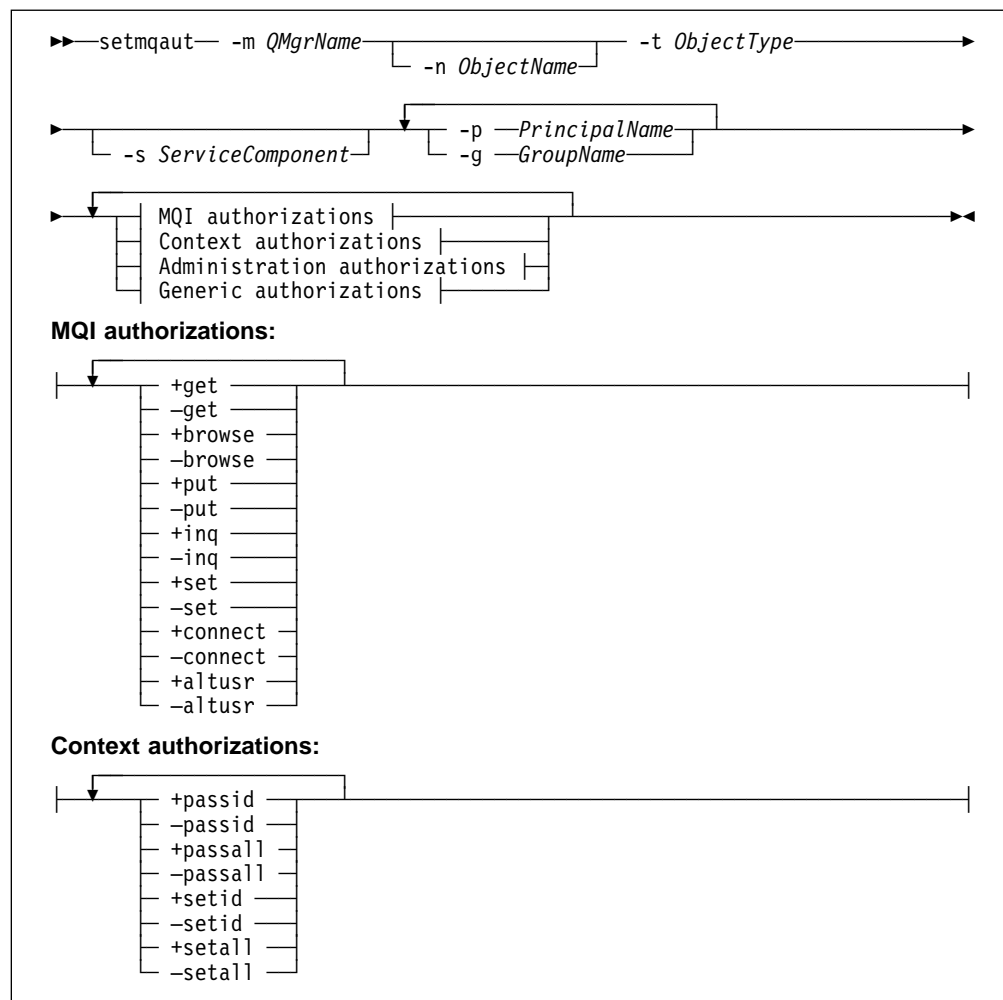 setmqaut -m QMgrName -t ObjectType
-n ObjectName
-p PrincipalName
-s ServiceComponent -g GroupName
MQI authorizations
Context authorizations
Administration authorizations
Generic authorizations
MQI authorizations:
+get
–get
+browse
–browse
+put
–put
+inq
–inq
+set
–set
+connect
–connect
+altusr
–altusr
Context authorizations:
+passid
–passid
+passall
–passall
+setid
–setid
+setall
–setall